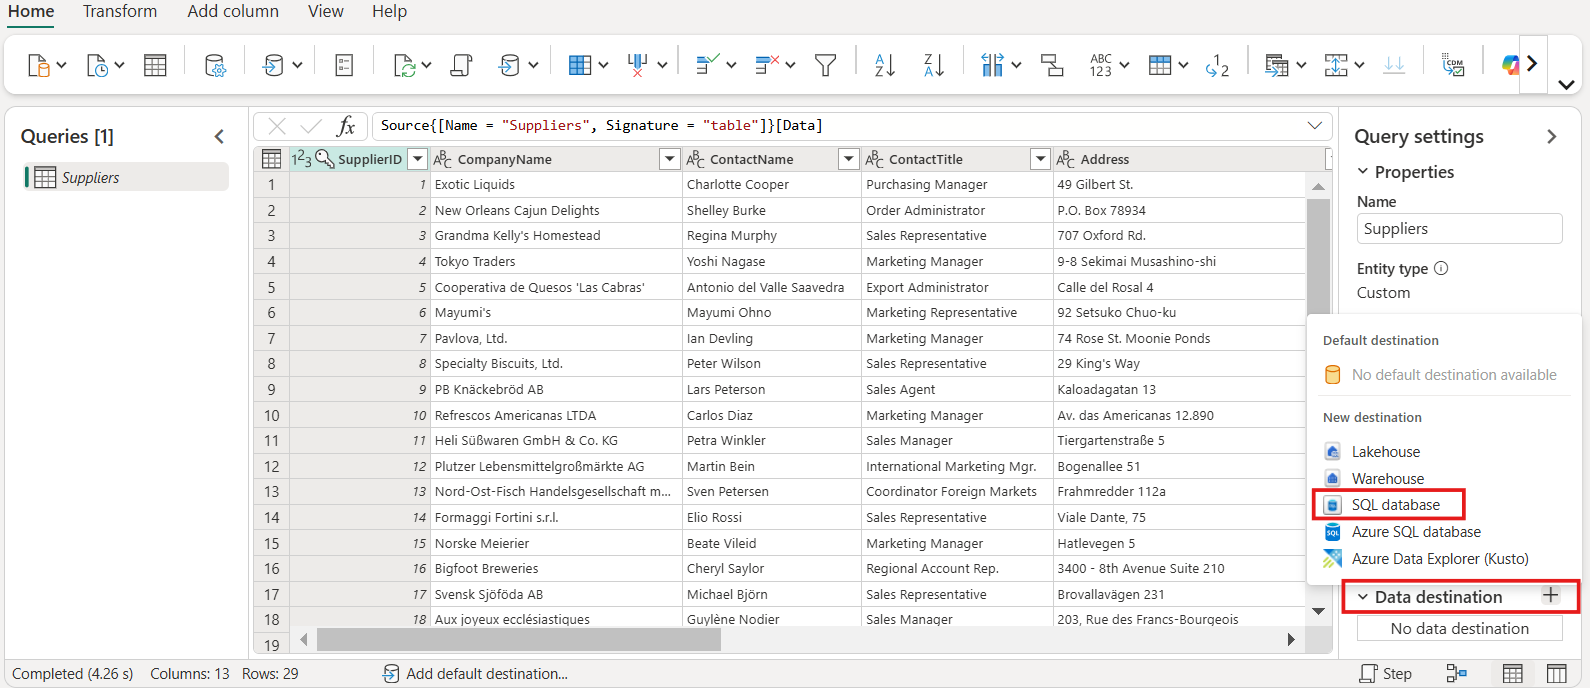 Home Transform Add column View Help
ABC 123
A Z
Z A
1 2
CDM
Queries [1]
Suppliers
fx Source{[Name = "Suppliers", Signature = "table"]}[Data]
123 SupplierID ABC CompanyName ABC ContactName ABC ContactTitle ABC Address
1 1 Exotic Liquids Charlotte Cooper Purchasing Manager 49 Gilbert St.
2 2 New Orleans Cajun Delights Shelley Burke Order Administrator P.O. Box 78934
3 3 Grandma Kelly's Homestead Regina Murphy Sales Representative 707 Oxford Rd.
4 4 Tokyo Traders Yoshi Nagase Marketing Manager 9-8 Sekimai Musashino-shi
5 5 Cooperativa de Quesos 'Las Cabras' Antonio del Valle Saavedra Export Administrator Calle del Rosal 4
6 6 Mayumi's Mayumi Ohno Marketing Representative 92 Setsuko Chuo-ku
7 7 Pavlova, Ltd. Ian Devling Marketing Manager 74 Rose St. Moonie Ponds
8 8 Specialty Biscuits, Ltd. Peter Wilson Sales Representative 29 King's Way
9 9 PB Knäckebröd AB Lars Peterson Sales Agent Kaloadagatan 13
10 10 Refrescos Americanas LTDA Carlos Diaz Marketing Manager Av. das Americanas 12.890
11 11 Heli Süßwaren GmbH & Co. KG Petra Winkler Sales Manager Tiergartenstraße 5
12 12 Plutzer Lebensmittelgroßmärkte AG Martin Bein International Marketing Mgr. Bogenallee 51
13 13 Nord-Ost-Fisch Handelsgesellschaft m... Sven Petersen Coordinator Foreign Markets Frahmredder 112a
14 14 Formaggi Fortini s.r.l. Elio Rossi Sales Representative Viale Dante, 75
15 15 Norske Meierier Beate Vileid Marketing Manager Hatlevegen 5
16 16 Bigfoot Breweries Cheryl Saylor Regional Account Rep. 3400 - 8th Avenue Suite 210
17 17 Svensk Sjöföda AB Michael Björn Sales Representative Brovallavägen 231
18 18 Aux joyeux ecclésiastiques Guylène Nodier Sales Manager 203, Rue des Francs-Bourgeois
19
Query settings
Properties
Name
Suppliers
Entity type
Custom
Default destination
No default destination available
New destination
Lakehouse
Warehouse
SQL database
SQL Azure SQL database
Azure Data Explorer (Kusto)
Data destination
No data destination
Completed (4.26 s) Columns: 13 Rows: 29 Add default destination... Step